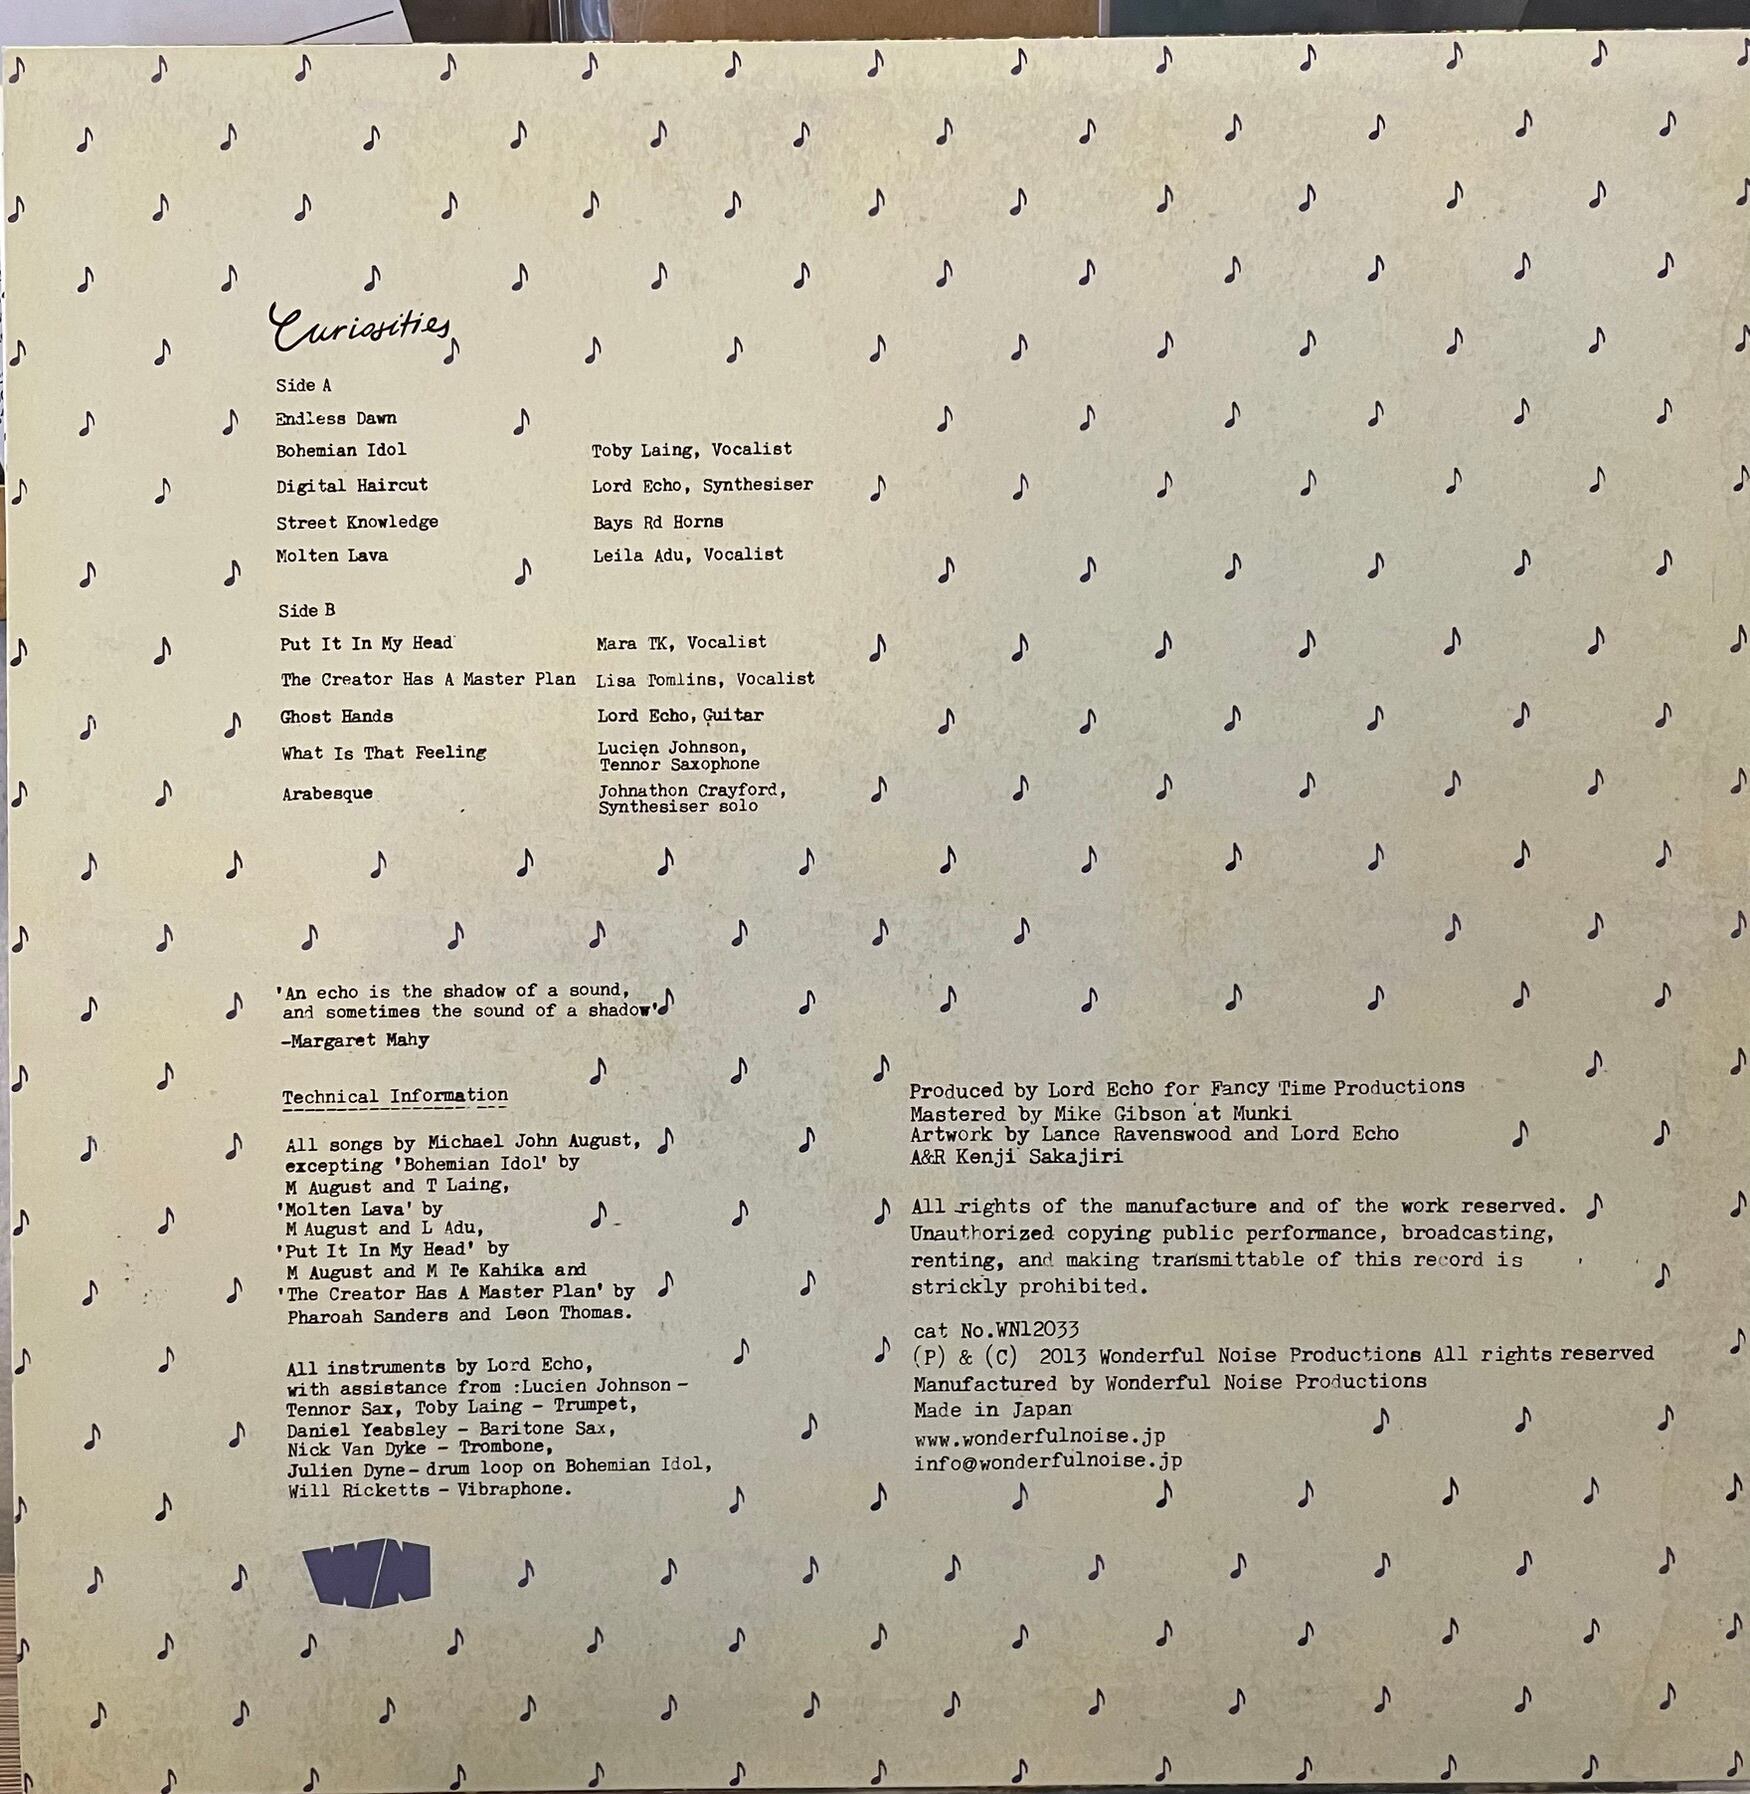 Curiosities
Side A
Endless Dawn
Bohemian Idol Toby Laing, Vocalist
Digital Haircut Lord Echo, Synthesiser
Street Knowledge Bays Rd Horns
Molten Lava Leila Adu, Vocalist
Side B
Put It In My Head Mara TK, Vocalist
The Creator Has A Master Plan Lisa Tomlins, Vocalist
Ghost Hands Lord Echo, Guitar
What Is That Feeling Lucien Johnson,
Tennor Saxophone
Arabesque Johnathon Crayford,
Synthesiser solo
'An echo is the shadow of a sound,
and sometimes the sound of a shadow'
-Margaret Mahy
Technical Information
All songs by Michael John August,
excepting 'Bohemian Idol' by
M August and T Laing,
'Molten Lava' by
M August and L Adu,
'Put It In My Head' by
M August and M Te Kahika and
'The Creator Has A Master Plan' by
Pharoah Sanders and Leon Thomas.
All instruments by Lord Echo,
with assistance from :Lucien Johnson -
Tennor Sax, Toby Laing - Trumpet,
Daniel Yeabsley - Baritone Sax,
Nick Van Dyke - Trombone,
Julien Dyne - drum loop on Bohemian Idol,
Will Ricketts - Vibraphone.
WN
Produced by Lord Echo for Fancy Time Productions
Mastered by Mike Gibson at Munki
Artwork by Lance Ravenswood and Lord Echo
A&R Kenji Sakajiri
All rights of the manufacture and of the work reserved.
Unauthorized copying public performance, broadcasting,
renting, and making transmittable of this record is
strickly prohibited.
cat No.WN12033
(P) & (C) 2013 Wonderful Noise Productions All rights reserved
Manufactured by Wonderful Noise Productions
Made in Japan
www.wonderfulnoise.jp
info@wonderfulnoise.jp